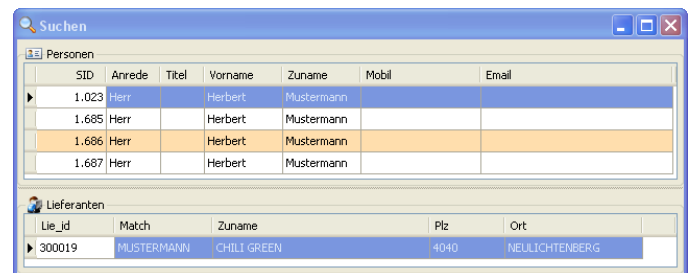 Suchen
Personen
SID Anrede Titel Vorname Zuname Mobil Email
1.023 Herr Herbert Mustermann
1.685 Herr Herbert Mustermann
1.686 Herr Herbert Mustermann
1.687 Herr Herbert Mustermann
Lieferanten
Lie_id Match Zuname Plz Ort
300019 MUSTERMANN CHILI GREEN 4040 NEULICHTENBERG